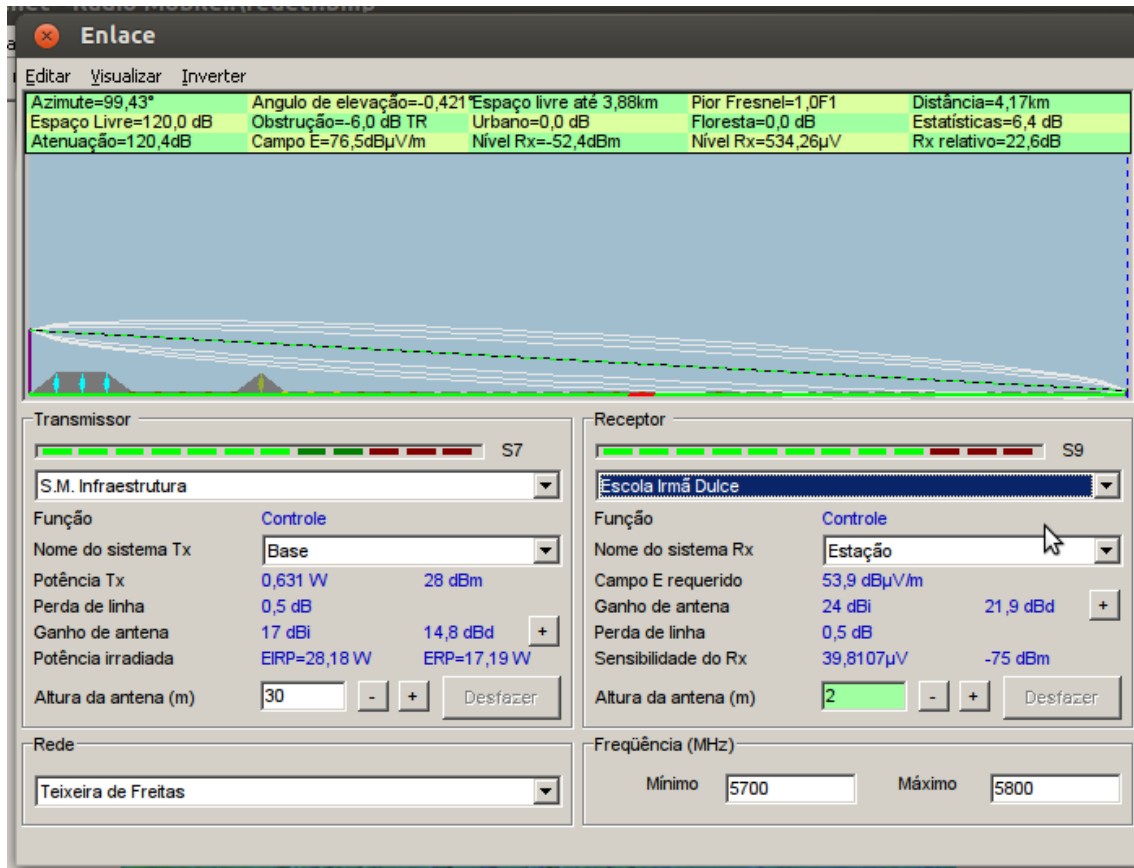 Enlace
Editar Visualizar Inverter
Azimute=99,43° Angulo de elevação=-0,421° Espaço livre até 3,88km Pior Fresnel=1,0F1 Distância=4,17km
Espaço Livre=120,0 dB Obstrução=-6,0 dB TR Urbano=0,0 dB Floresta=0,0 dB Estatísticas=6,4 dB
Atenuação=120,4dB Campo E=76,5dBµV/m Nível Rx=-52,4dBm Nível Rx=534,26µV Rx relativo=22,6dB
Transmissor
S7
S.M. Infraestrutura
Função Controle
Nome do sistema Tx Base
Potência Tx 0,631 W 28 dBm
Perda de linha 0,5 dB
Ganho de antena 17 dBi 14,8 dBd +
Potência irradiada EIRP=28,18 W ERP=17,19 W
Altura da antena (m) 30 - + Desfazer
Receptor
S9
Escola Irmã Dulce
Função Controle
Nome do sistema Rx Estação
Campo E requerido 53,9 dBµV/m
Ganho de antena 24 dBi 21,9 dBd +
Perda de linha 0,5 dB
Sensibilidade do Rx 39,8107µV -75 dBm
Altura da antena (m) 2 - + Desfazer
Rede
Teixeira de Freitas
Freqüência (MHz)
Mínimo 5700 Máximo 5800